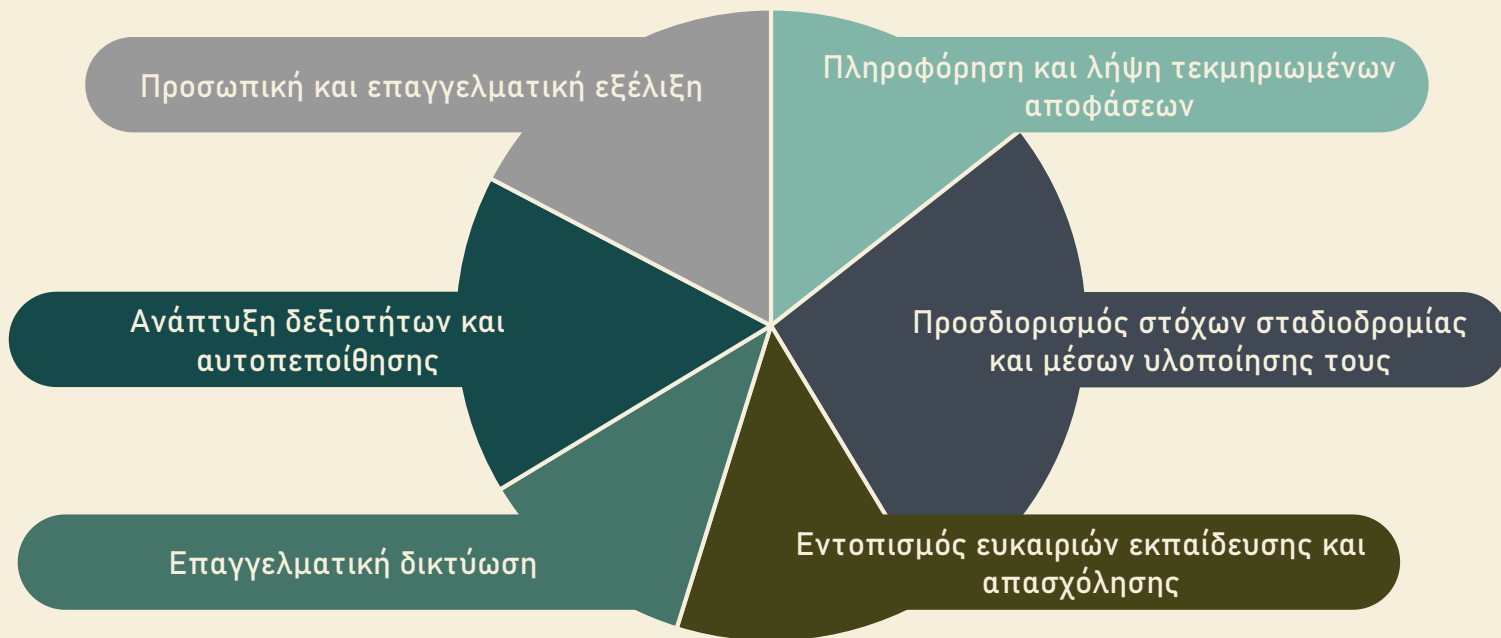 Προσωπική και επαγγελματική εξέλιξη
Πληροφόρηση και λήψη τεκμηριωμένων
αποφάσεων
Ανάπτυξη δεξιοτήτων και
αυτοπεποίθησης
Προσδιορισμός στόχων σταδιοδρομίας
και μέσων υλοποίησης τους
Επαγγελματική δικτύωση
Εντοπισμός ευκαιριών εκπαίδευσης και
απασχόλησης